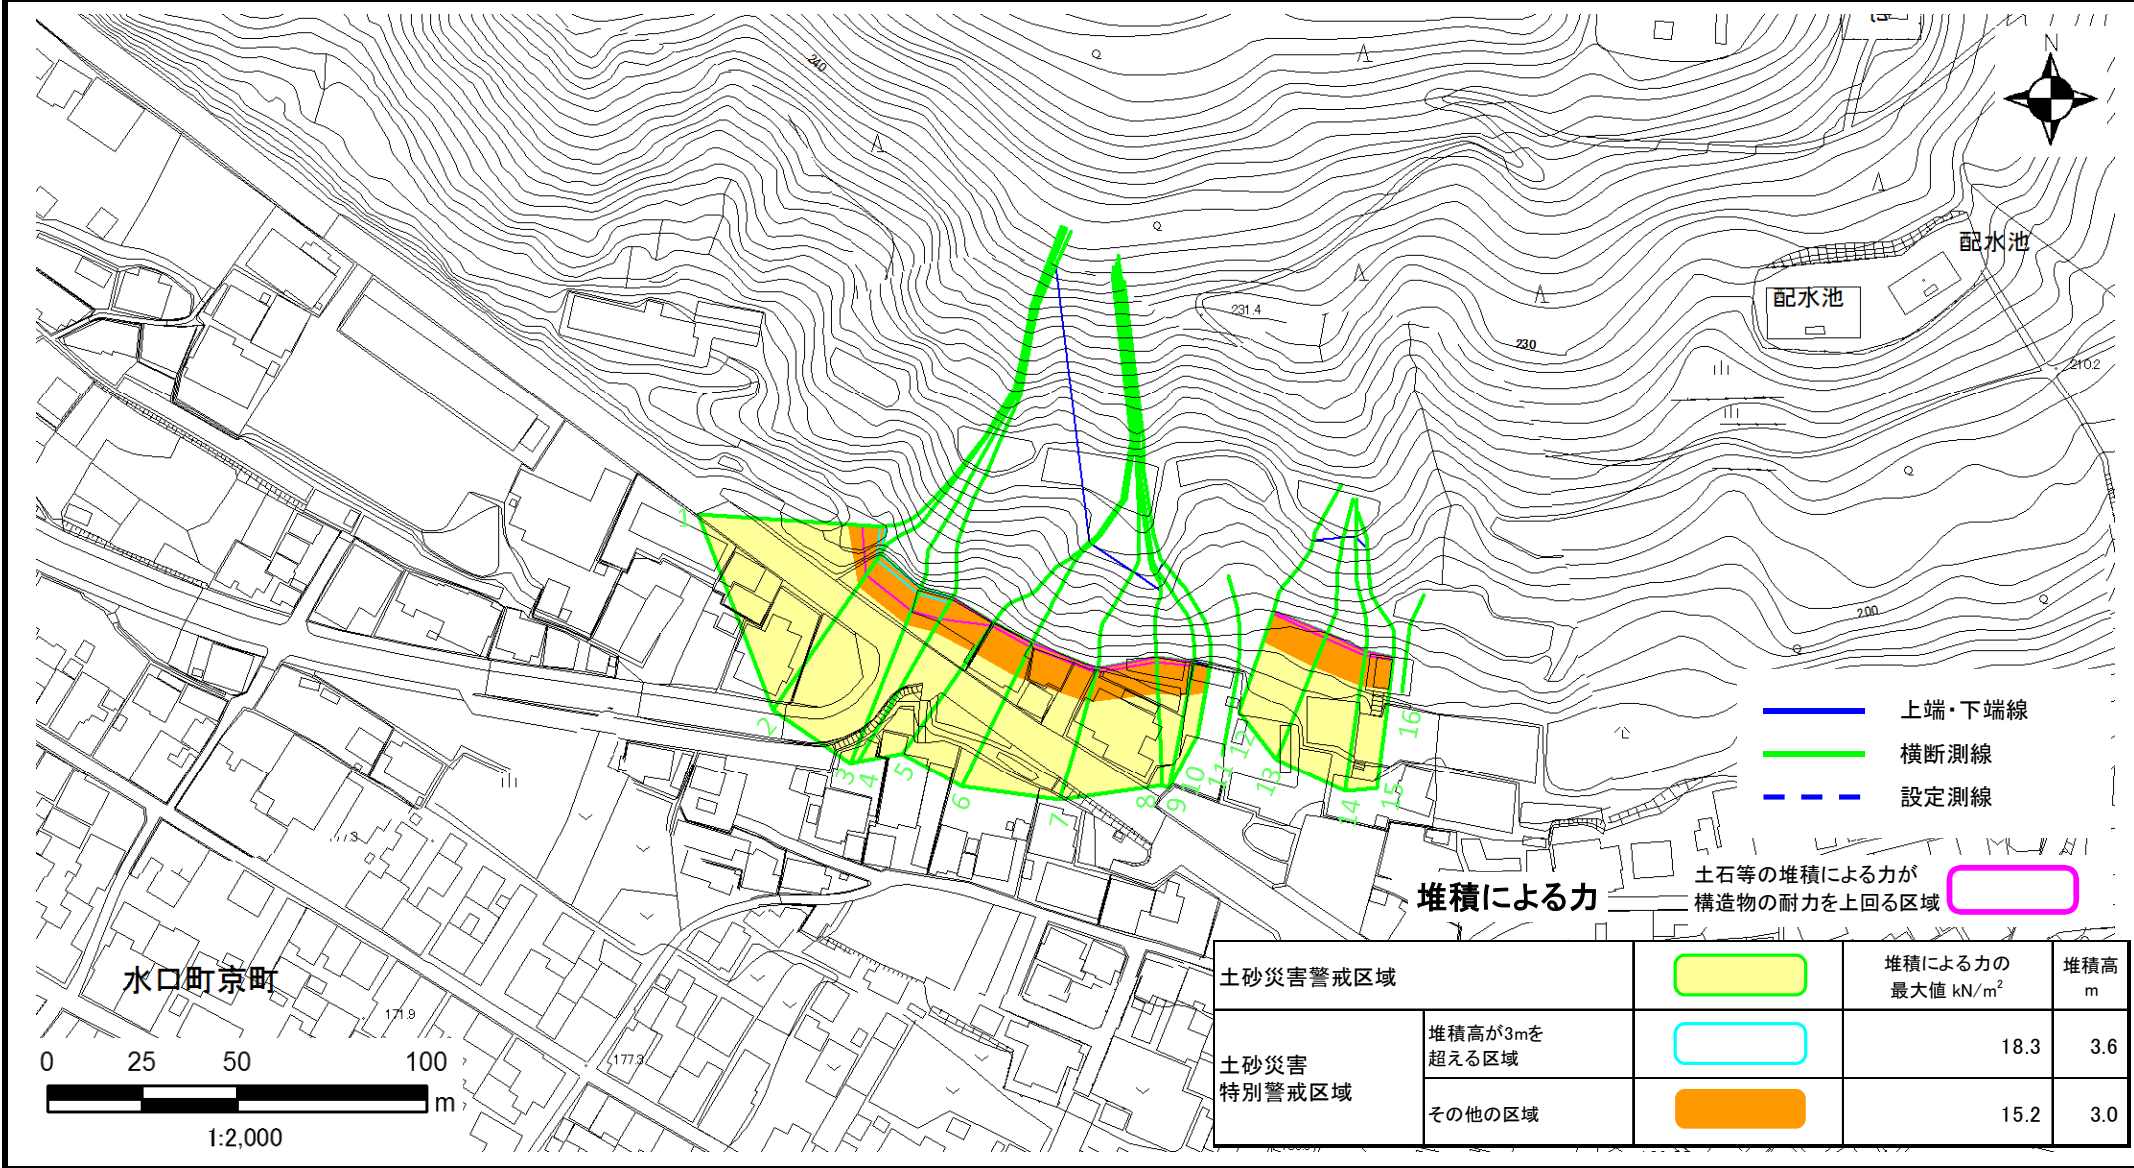 N
240
配水池
配水池
231.4
230
210.2
200
1
2
3
4
5
6
7
8
9
10
11
12
13
14
15
16
上端・下端線
横断測線
設定測線
堆積による力
土石等の堆積による力が
構造物の耐力を上回る区域
水口町京町
171.9
177.3
0 25 50 100
m
1:2,000
土砂災害警戒区域
堆積による力の
最大値 kN/m²
堆積高
m
土砂災害
特別警戒区域
堆積高が3mを
超える区域
18.3 3.6
その他の区域
15.2 3.0